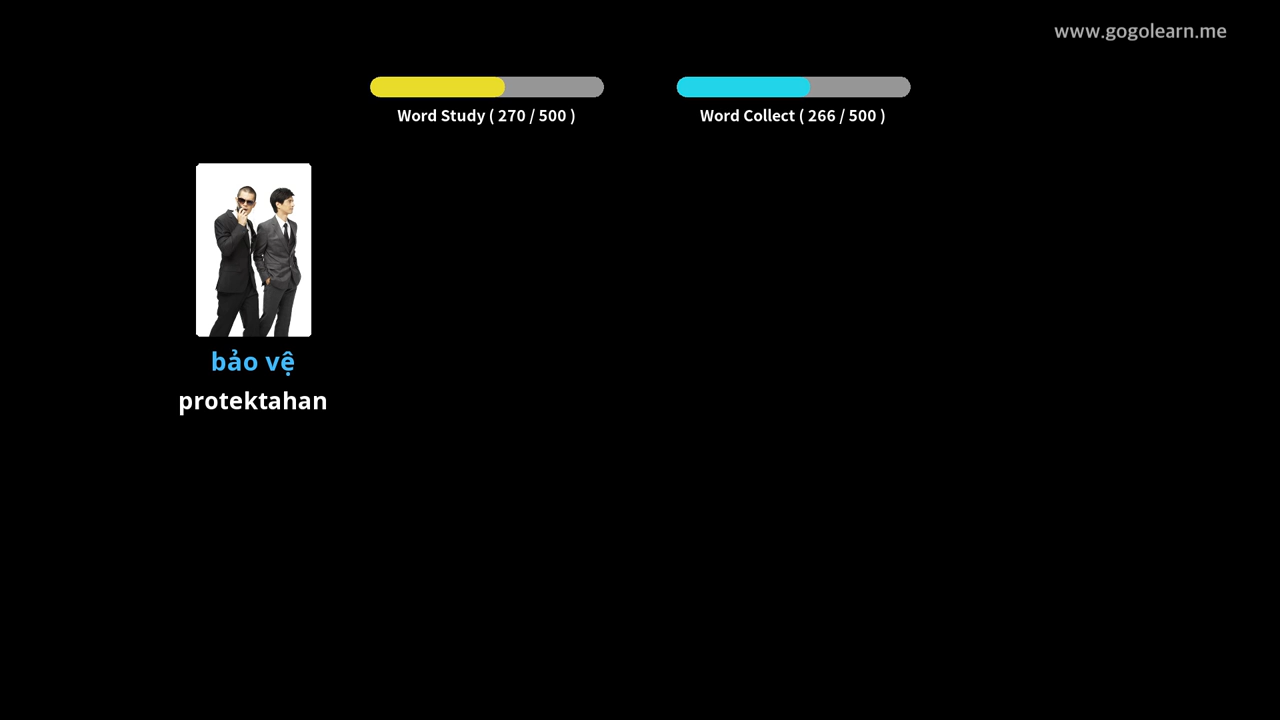 www.gogolearn.me
Word Study ( 270 / 500 )
Word Collect ( 266 / 500 )
bảo vệ
protektahan